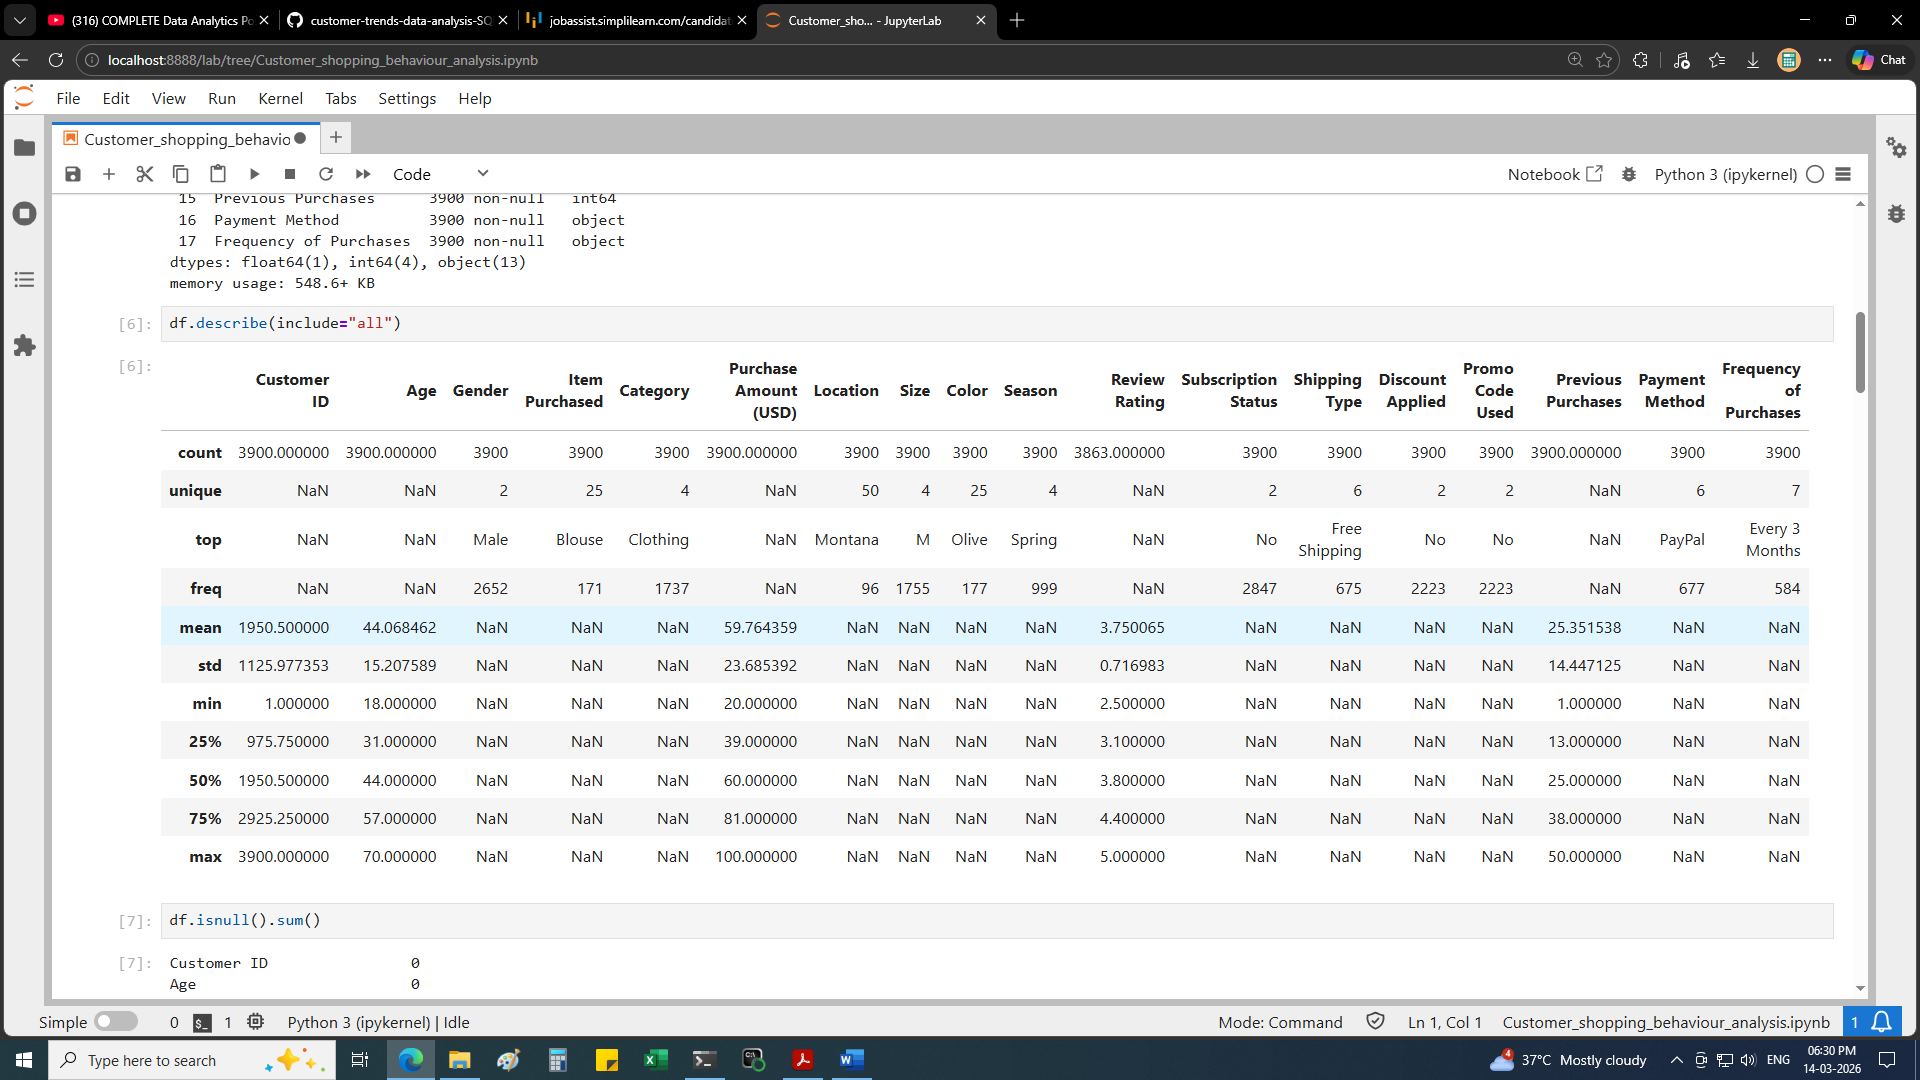 (316) COMPLETE Data Analytics Po
customer-trends-data-analysis-SQ
jobassist.simplilearn.com/candidat
Customer_sho... - JupyterLab
localhost:8888/lab/tree/Customer_shopping_behaviour_analysis.ipynb
Chat
File Edit View Run Kernel Tabs Settings Help
Customer_shopping_behavio
Code
Notebook
Python 3 (ipykernel)
15 Previous Purchases 3900 non-null int64
16 Payment Method 3900 non-null object
17 Frequency of Purchases 3900 non-null object
dtypes: float64(1), int64(4), object(13)
memory usage: 548.6+ KB
[6]: df.describe(include="all")
[6]:
Customer ID Age Gender Item Purchased Category Purchase Amount (USD) Location Size Color Season Review Rating Subscription Status Shipping Type Discount Applied Promo Code Used Previous Purchases Payment Method Frequency of Purchases
count 3900.000000 3900.000000 3900 3900 3900 3900.000000 3900 3900 3900 3900 3863.000000 3900 3900 3900 3900 3900.000000 3900 3900
unique NaN NaN 2 25 4 NaN 50 4 25 4 NaN 2 6 2 2 NaN 6 7
top NaN NaN Male Blouse Clothing NaN Montana M Olive Spring NaN No Free Shipping No No NaN PayPal Every 3 Months
freq NaN NaN 2652 171 1737 NaN 96 1755 177 999 NaN 2847 675 2223 2223 NaN 677 584
mean 1950.500000 44.068462 NaN NaN NaN 59.764359 NaN NaN NaN NaN 3.750065 NaN NaN NaN NaN 25.351538 NaN NaN
std 1125.977353 15.207589 NaN NaN NaN 23.685392 NaN NaN NaN NaN 0.716983 NaN NaN NaN NaN 14.447125 NaN NaN
min 1.000000 18.000000 NaN NaN NaN 20.000000 NaN NaN NaN NaN 2.500000 NaN NaN NaN NaN 1.000000 NaN NaN
25% 975.750000 31.000000 NaN NaN NaN 39.000000 NaN NaN NaN NaN 3.100000 NaN NaN NaN NaN 13.000000 NaN NaN
50% 1950.500000 44.000000 NaN NaN NaN 60.000000 NaN NaN NaN NaN 3.800000 NaN NaN NaN NaN 25.000000 NaN NaN
75% 2925.250000 57.000000 NaN NaN NaN 81.000000 NaN NaN NaN NaN 4.400000 NaN NaN NaN NaN 38.000000 NaN NaN
max 3900.000000 70.000000 NaN NaN NaN 100.000000 NaN NaN NaN NaN 5.000000 NaN NaN NaN NaN 50.000000 NaN NaN
[7]: df.isnull().sum()
[7]: Customer ID 0
Age 0
Simple 0 1 Python 3 (ipykernel) | Idle Mode: Command Ln 1, Col 1 Customer_shopping_behaviour_analysis.ipynb 1
Type here to search
4 37°C Mostly cloudy ENG
06:30 PM
14-03-2026